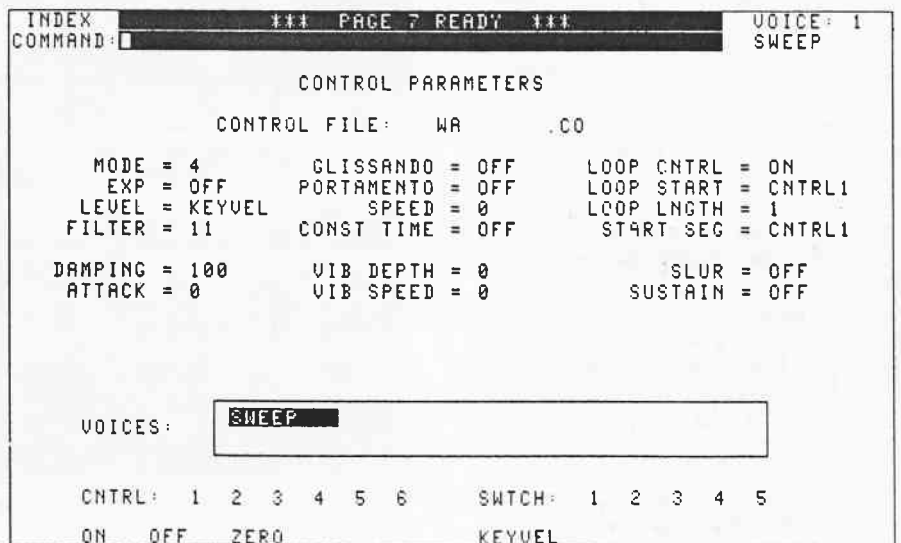 INDEX *** PAGE 7 READY *** VOICE: 1
COMMAND: SWEEP
CONTROL PARAMETERS
CONTROL FILE: WA .CO
MODE = 4 GLISSANDO = OFF LOOP CNTRL = ON
EXP = OFF PORTAMENTO = OFF LOOP START = CNTRL1
LEVEL = KEYVEL SPEED = 0 LOOP LNGTH = 1
FILTER = 11 CONST TIME = OFF START SEG = CNTRL1
DAMPING = 100 VIB DEPTH = 0 SLUR = OFF
ATTACK = 0 VIB SPEED = 0 SUSTAIN = OFF
VOICES: SWEEP
CNTRL: 1 2 3 4 5 6 SWTCH: 1 2 3 4 5
ON OFF ZERO KEYVEL